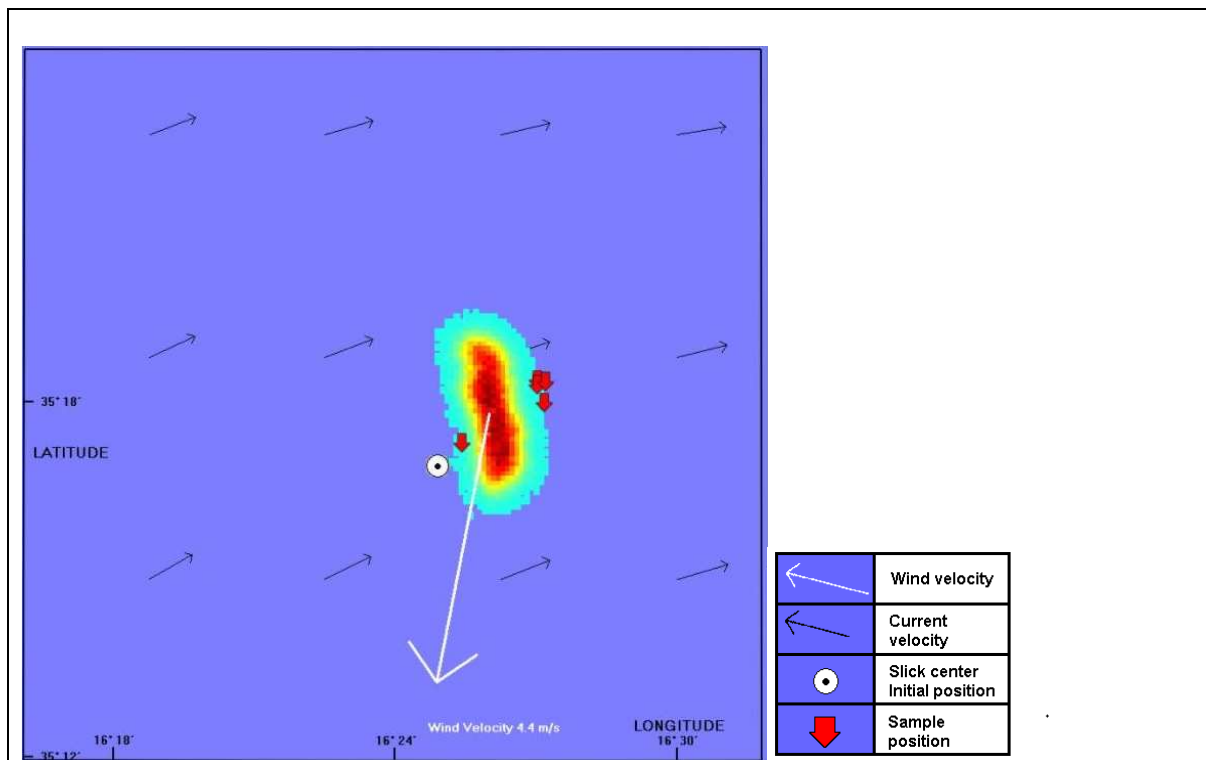 35° 18´
LATITUDE
Wind Velocity 4.4 m/s
LONGITUDE
16° 18´
16° 24´
16° 30´
35° 12´
Wind velocity
Current
velocity
Slick center
Initial position
Sample
position